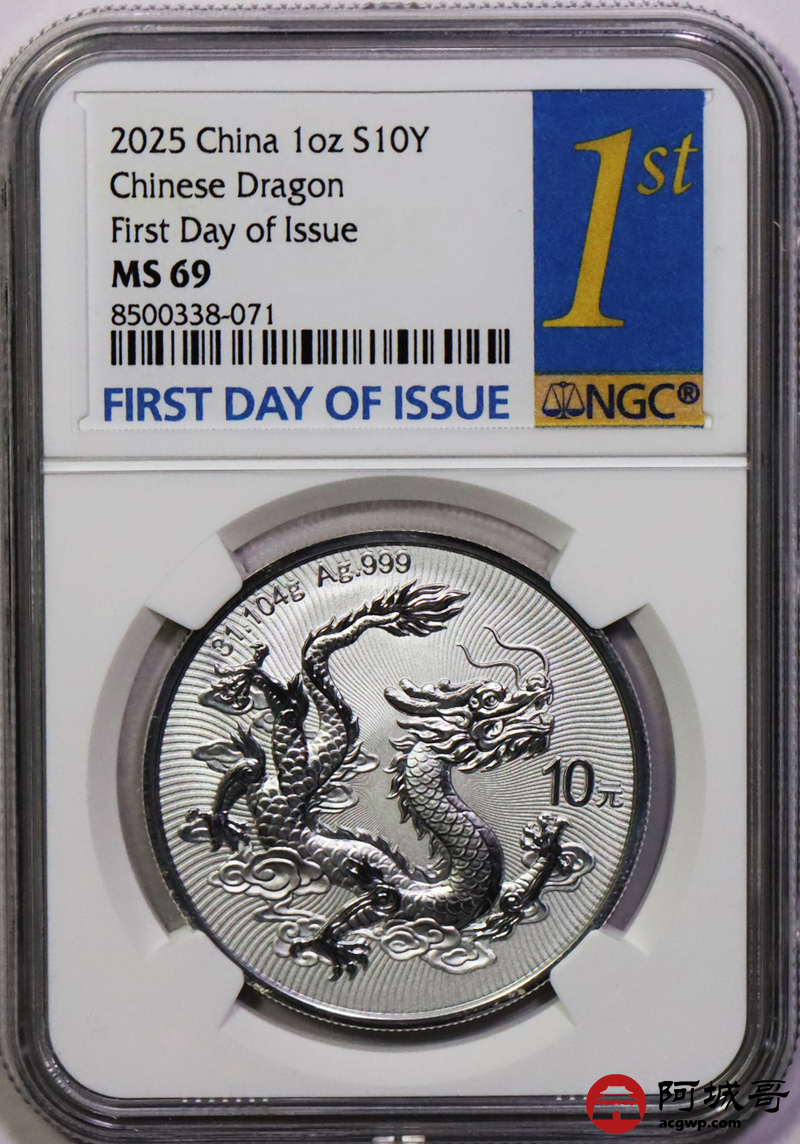 2025 China 1oz S10Y
Chinese Dragon
First Day of Issue
MS 69
8500338-071
FIRST DAY OF ISSUE
1st
NGC®
31.104g Ag.999
10元
阿城哥
acgwp.com